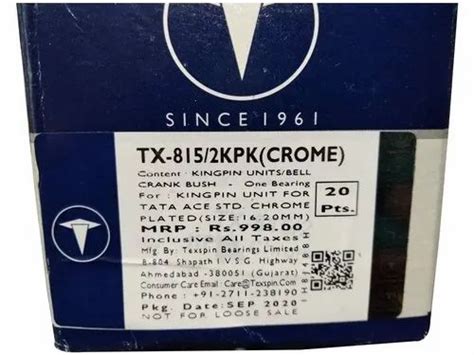 SINCE 1961
TX-815/2KPK(CROME)
Content : KINGPIN UNITS/BELL
CRANK BUSH - One Bearing
For : KINGPIN UNIT FOR
TATA ACE STD. CHROME
PLATED(SIZE:16.20MM)
20
Pts.
MRP : Rs.998.00
Inclusive All Taxes
By : Texspin Bearings Limited
B-804, Shapath 1 V.S.G. Highway
Ahmedabad -380051 (Gujarat)
Consumer Care Email : Care@Texspin.Com
Phone : +91-2711-238190
Pkg. Date: SEP 2020
NOT FOR LOOSE SALE